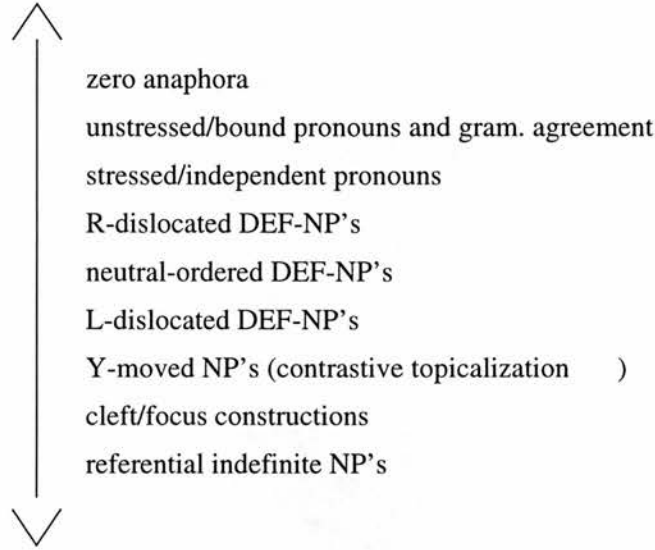 zero anaphora
unstressed/bound pronouns and gram. agreement
stressed/independent pronouns
R-dislocated DEF-NP's
neutral-ordered DEF-NP's
L-dislocated DEF-NP's
Y-moved NP's (contrastive topicalization )
cleft/focus constructions
referential indefinite NP's